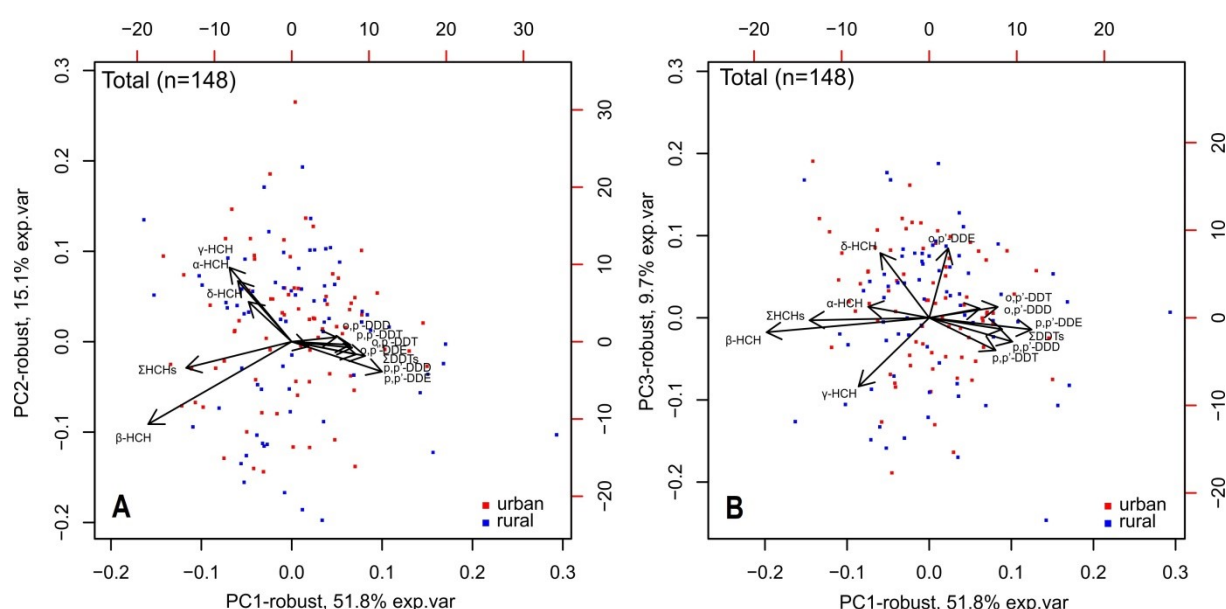 −20 −10 0 10 20
Total (n=148)
0.3
0.2
0.1
0.0
−0.1
−0.2
30
20
10
0
−10
−20
PC2-robust, 15.1% exp.var
γ-HCH
α-HCH
δ-HCH
ΣHCHs
β-HCH
o,p'-DDD
p,p'-DDT
o,p'-DDT
o,p'-DDE
ΣDDTs
p,p'-DDD
p,p'-DDE
A
urban
rural
−0.2 −0.1 0.0 0.1 0.2 0.3
PC1-robust, 51.8% exp.var
−20 −10 0 10 20
Total (n=148)
0.3
0.2
0.1
0.0
−0.1
−0.2
20
10
0
−10
−20
PC3-robust, 9.7% exp.var
δ-HCH
o,p'-DDE
α-HCH
ΣHCHs
β-HCH
γ-HCH
o,p'-DDT
o,p'-DDD
p,p'-DDE
ΣDDTs
p,p'-DDD
p,p'-DDT
B
urban
rural
−0.2 −0.1 0.0 0.1 0.2 0.3
PC1-robust, 51.8% exp.var